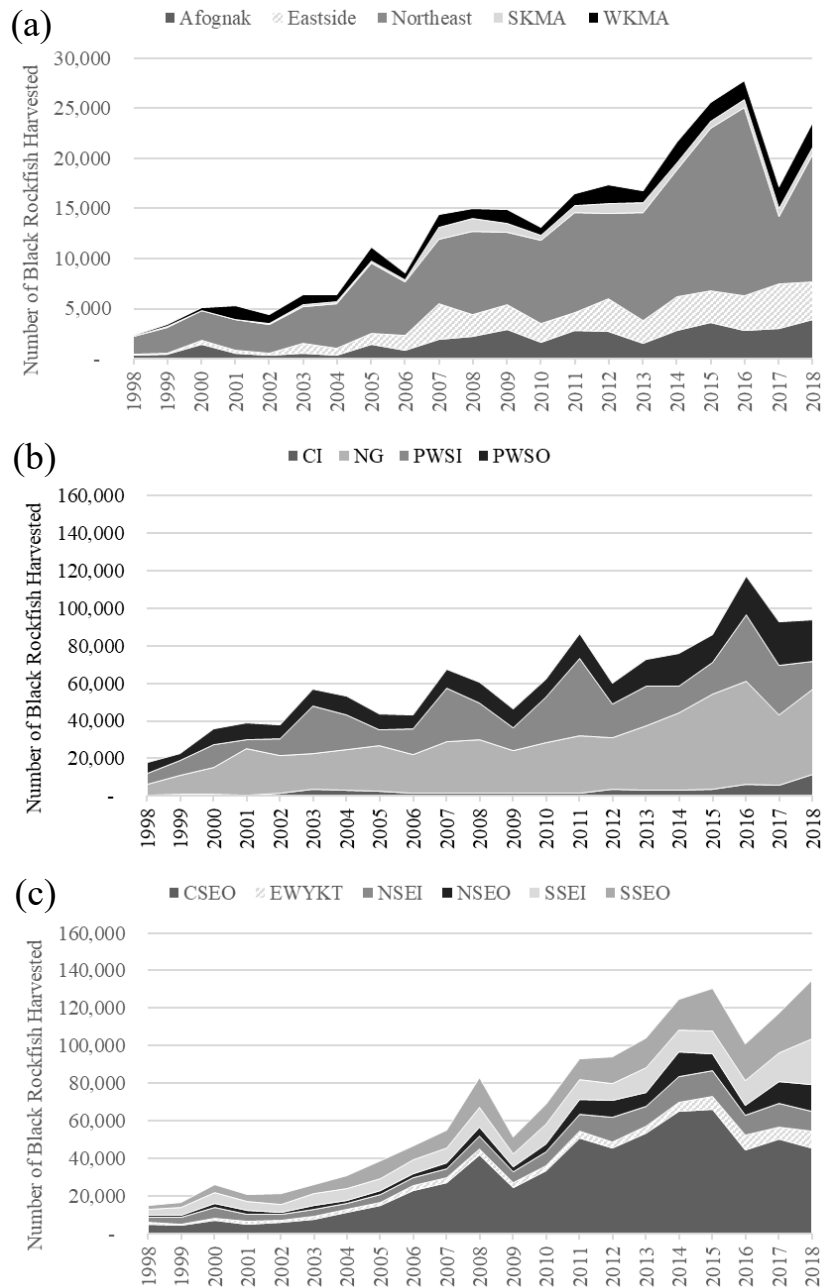 (a)
Afognak Eastside Northeast SKMA WKMA
Number of Black Rockfish Harvested
30,000
25,000
20,000
15,000
10,000
5,000
-
1998 1999 2000 2001 2002 2003 2004 2005 2006 2007 2008 2009 2010 2011 2012 2013 2014 2015 2016 2017 2018
(b)
CI NG PWSI PWSO
Number of Black Rockfish Harvested
160,000
140,000
120,000
100,000
80,000
60,000
40,000
20,000
-
1998 1999 2000 2001 2002 2003 2004 2005 2006 2007 2008 2009 2010 2011 2012 2013 2014 2015 2016 2017 2018
(c)
CSEO EWYKT NSEI NSEO SSEI SSEO
Number of Black Rockfish Harvested
160,000
140,000
120,000
100,000
80,000
60,000
40,000
20,000
-
1998 1999 2000 2001 2002 2003 2004 2005 2006 2007 2008 2009 2010 2011 2012 2013 2014 2015 2016 2017 2018